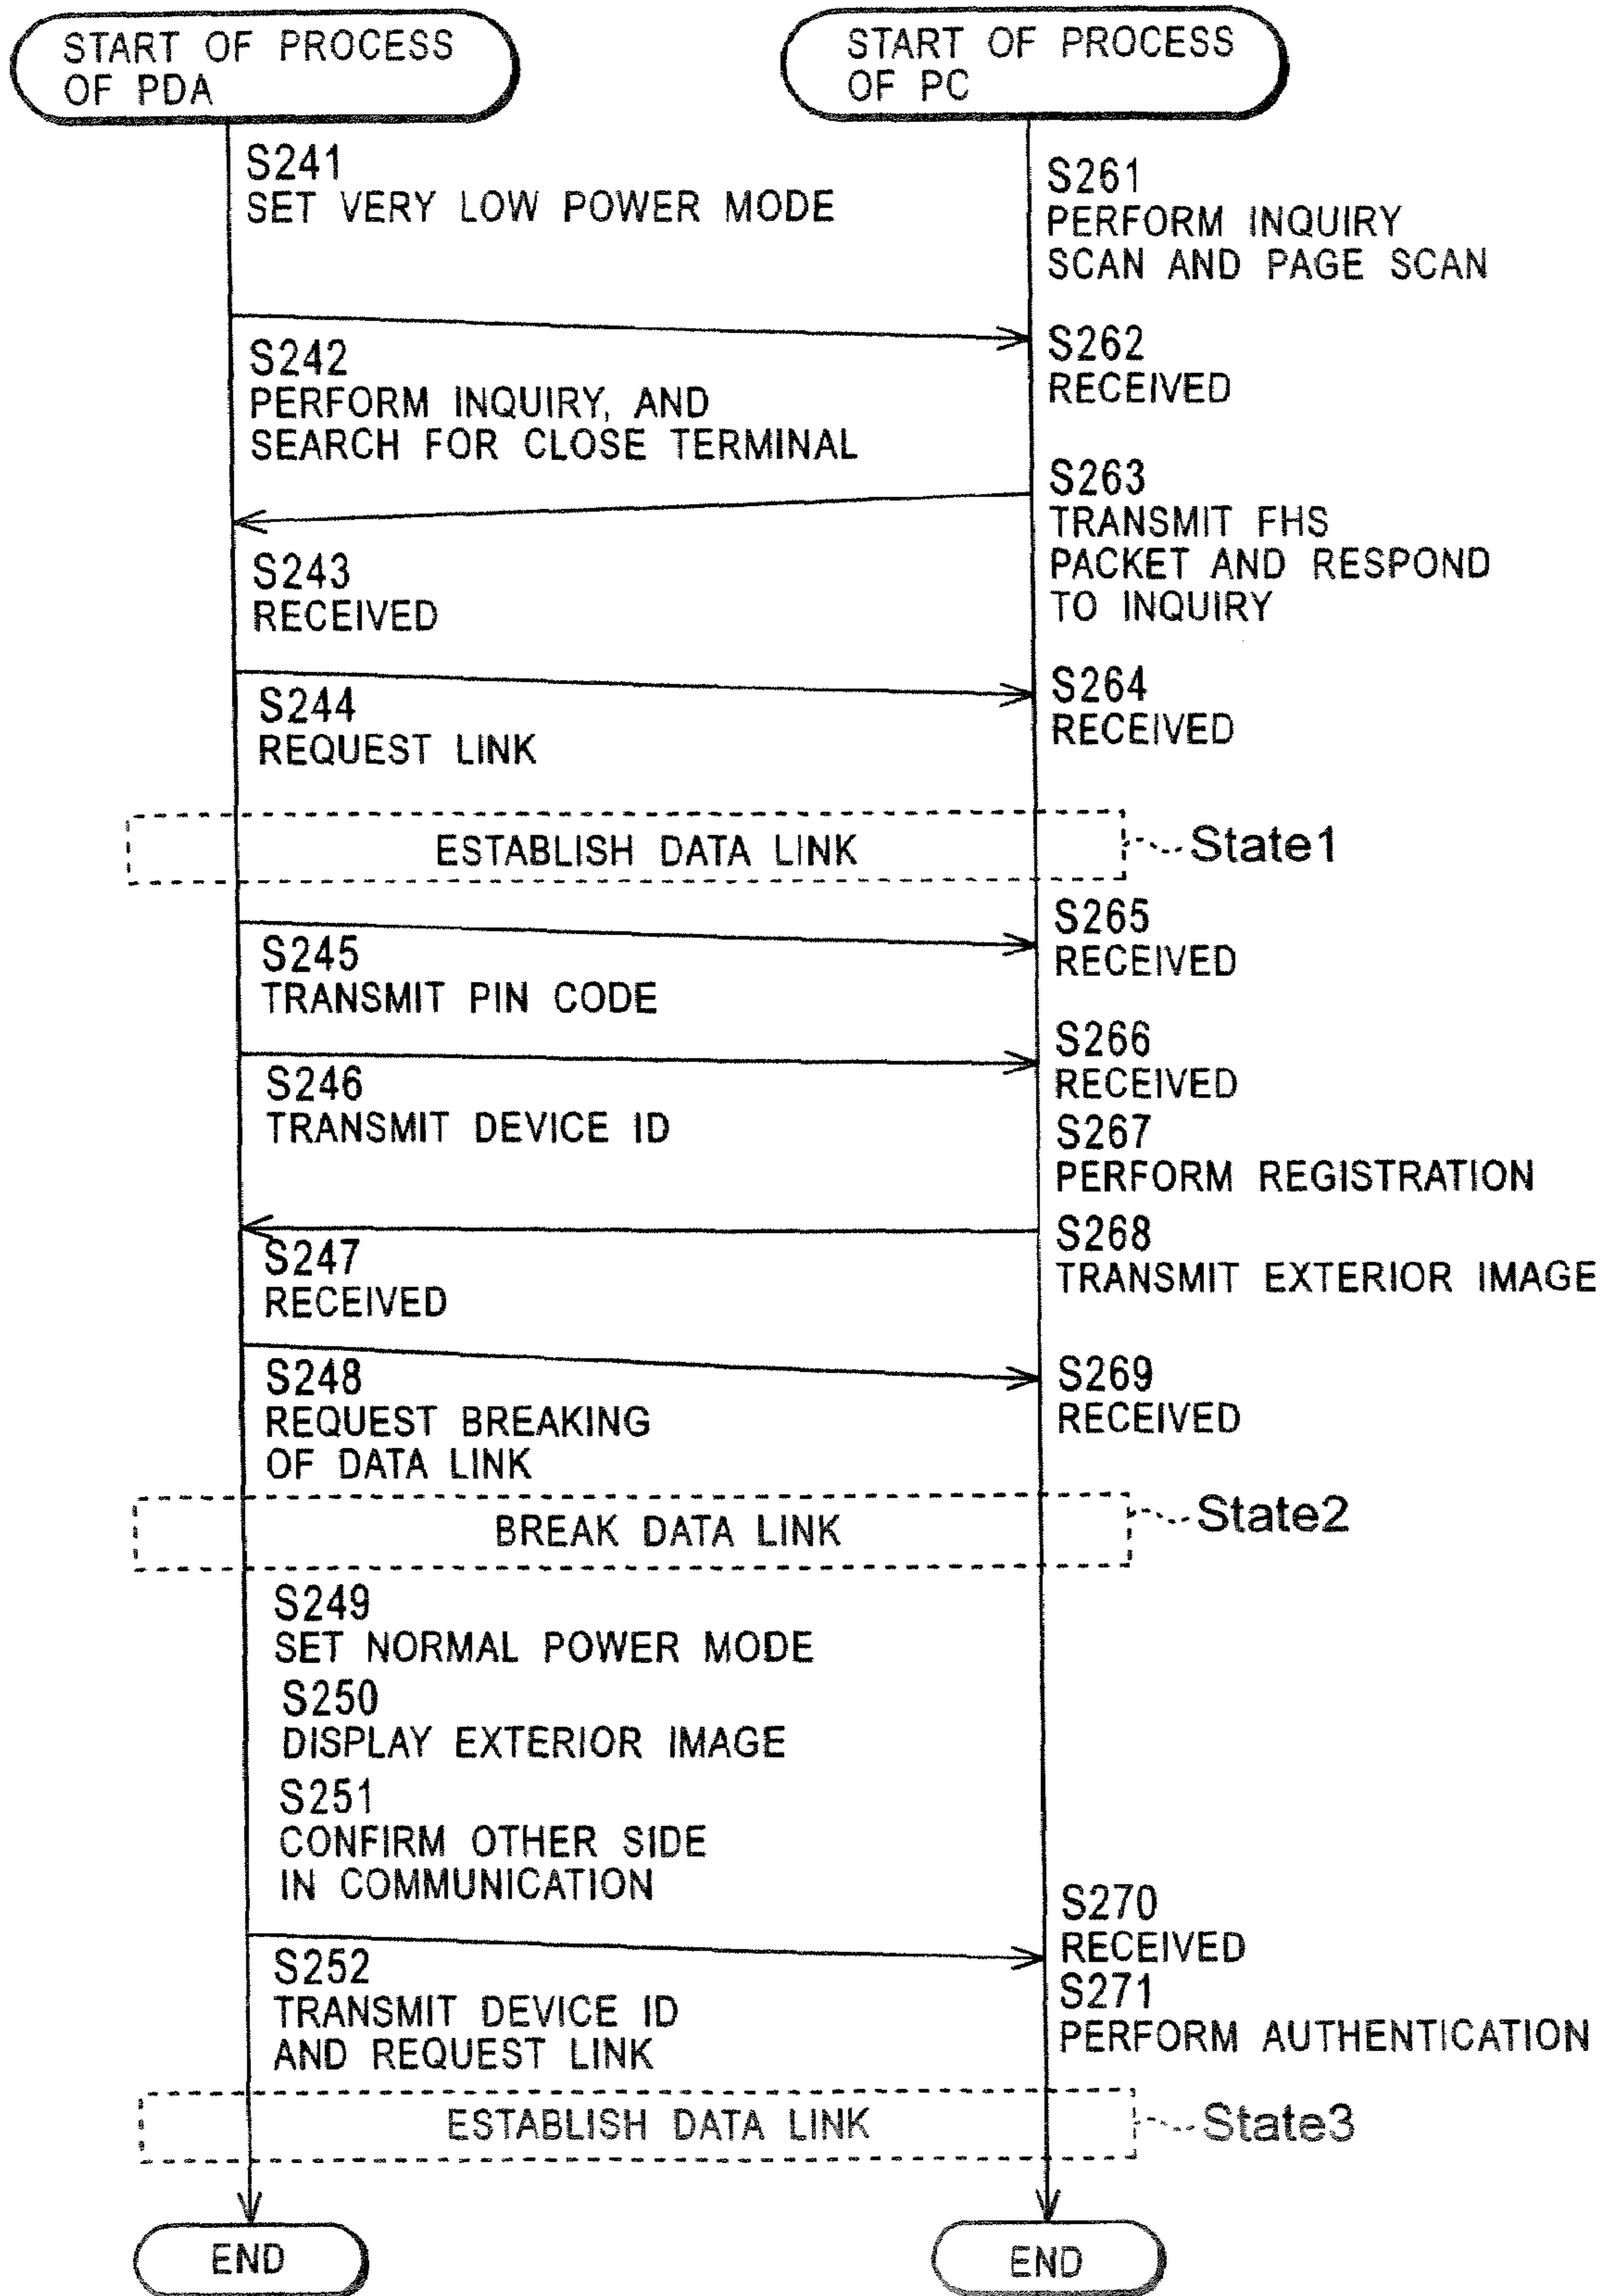 START OF PROCESS
OF PDA
START OF PROCESS
OF PC
S241
SET VERY LOW POWER MODE
S261
PERFORM INQUIRY
SCAN AND PAGE SCAN
S242
PERFORM INQUIRY, AND
SEARCH FOR CLOSE TERMINAL
S262
RECEIVED
S263
TRANSMIT FHS
PACKET AND RESPOND
TO INQUIRY
S243
RECEIVED
S244
REQUEST LINK
S264
RECEIVED
ESTABLISH DATA LINK
State1
S245
TRANSMIT PIN CODE
S265
RECEIVED
S246
TRANSMIT DEVICE ID
S266
RECEIVED
S267
PERFORM REGISTRATION
S268
TRANSMIT EXTERIOR IMAGE
S247
RECEIVED
S248
REQUEST BREAKING
OF DATA LINK
S269
RECEIVED
BREAK DATA LINK
State2
S249
SET NORMAL POWER MODE
S250
DISPLAY EXTERIOR IMAGE
S251
CONFIRM OTHER SIDE
IN COMMUNICATION
S252
TRANSMIT DEVICE ID
AND REQUEST LINK
S270
RECEIVED
S271
PERFORM AUTHENTICATION
ESTABLISH DATA LINK
State3
END
END